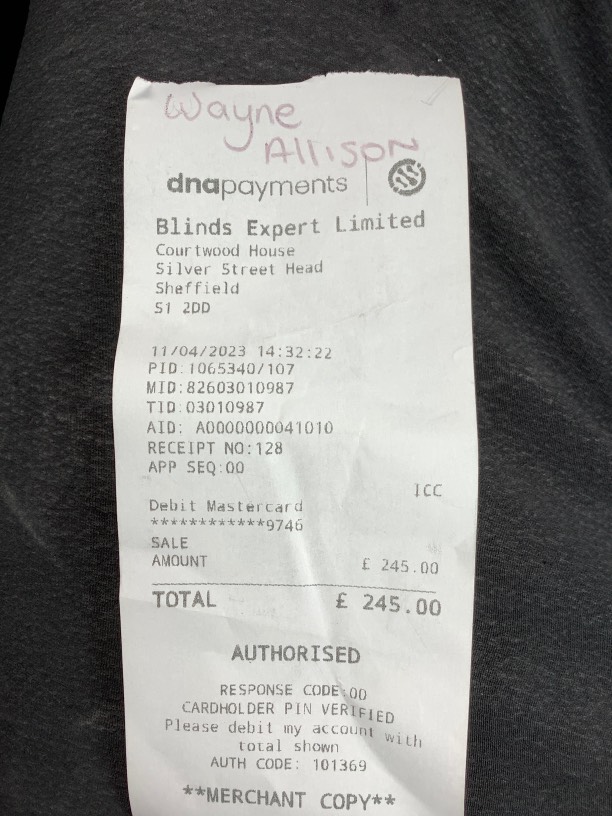 Wayne
Allison
dnapayments
Blinds Expert Limited
Courtwood House
Silver Street Head
Sheffield
S1 2DD
11/04/2023 14:32:22
PID:1065340/107
MID:82603010987
TID:03010987
AID: A0000000041010
RECEIPT NO:128
APP SEQ:00
ICC
Debit Mastercard
************9746
SALE
AMOUNT £ 245.00
TOTAL £ 245.00
AUTHORISED
RESPONSE CODE:00
CARDHOLDER PIN VERIFIED
Please debit my account with
total shown
AUTH CODE: 101369
**MERCHANT COPY**